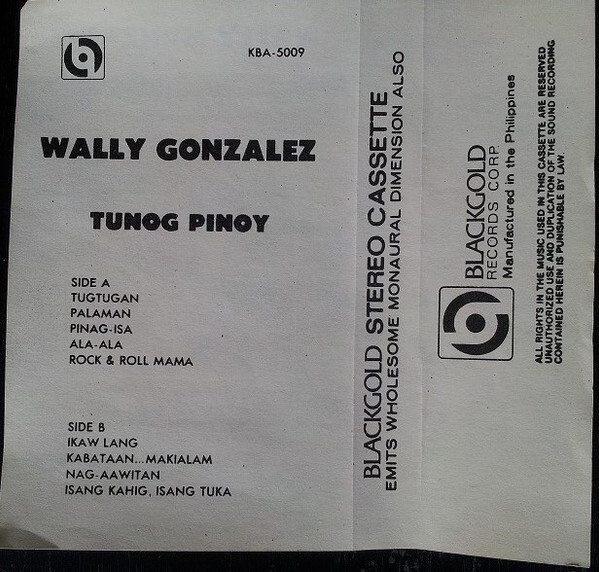 KBA-5009
WALLY GONZALEZ
TUNOG PINOY
SIDE A
TUGTUGAN
PALAMAN
PINAG-ISA
ALA-ALA
ROCK & ROLL MAMA
SIDE B
IKAW LANG
KABATAAN...MAKIALAM
NAG-AAWITAN
ISANG KAHIG, ISANG TUKA
BLACKGOLD STEREO CASSETTE
EMITS WHOLESOME MONAURAL DIMENSION ALSO
BLACKGOLD
RECORDS CORP.
Manufactured in the Philippines
ALL RIGHTS IN THE MUSIC USED IN THIS CASSETTE ARE RESERVED
UNAUTHORIZED USE AND DUPLICATION OF THE SOUND RECORDING
CONTAINED HEREIN IS PUNISHABLE BY LAW.